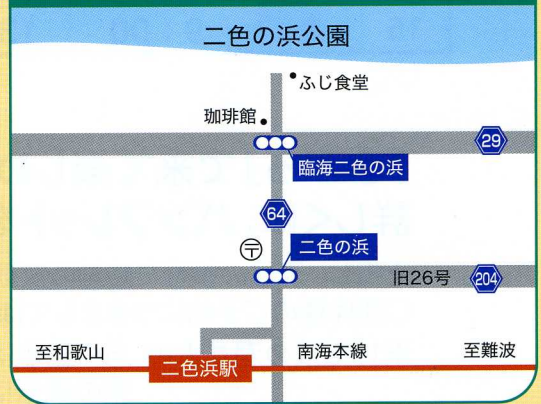 二色の浜公園
ふじ食堂
珈琲館
29
臨海二色の浜
64
〒
二色の浜
旧26号
204
至和歌山
南海本線
至難波
二色浜駅